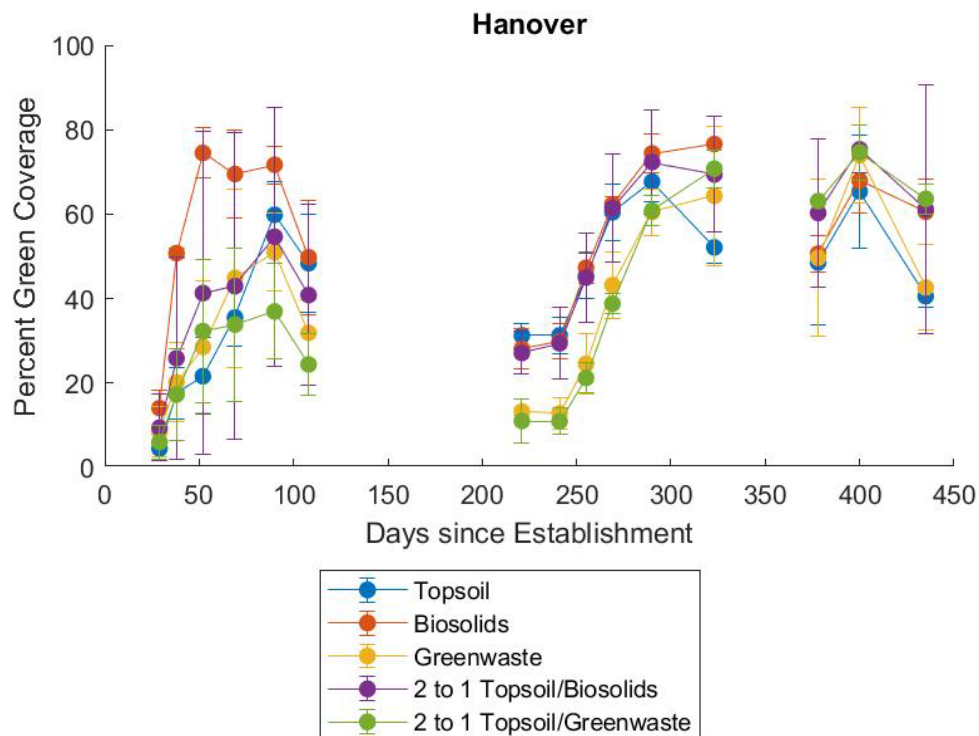 Hanover
100
80
60
40
20
0
Percent Green Coverage
0 50 100 150 200 250 300 350 400 450
Days since Establishment
Topsoil
Biosolids
Greenwaste
2 to 1 Topsoil/Biosolids
2 to 1 Topsoil/Greenwaste